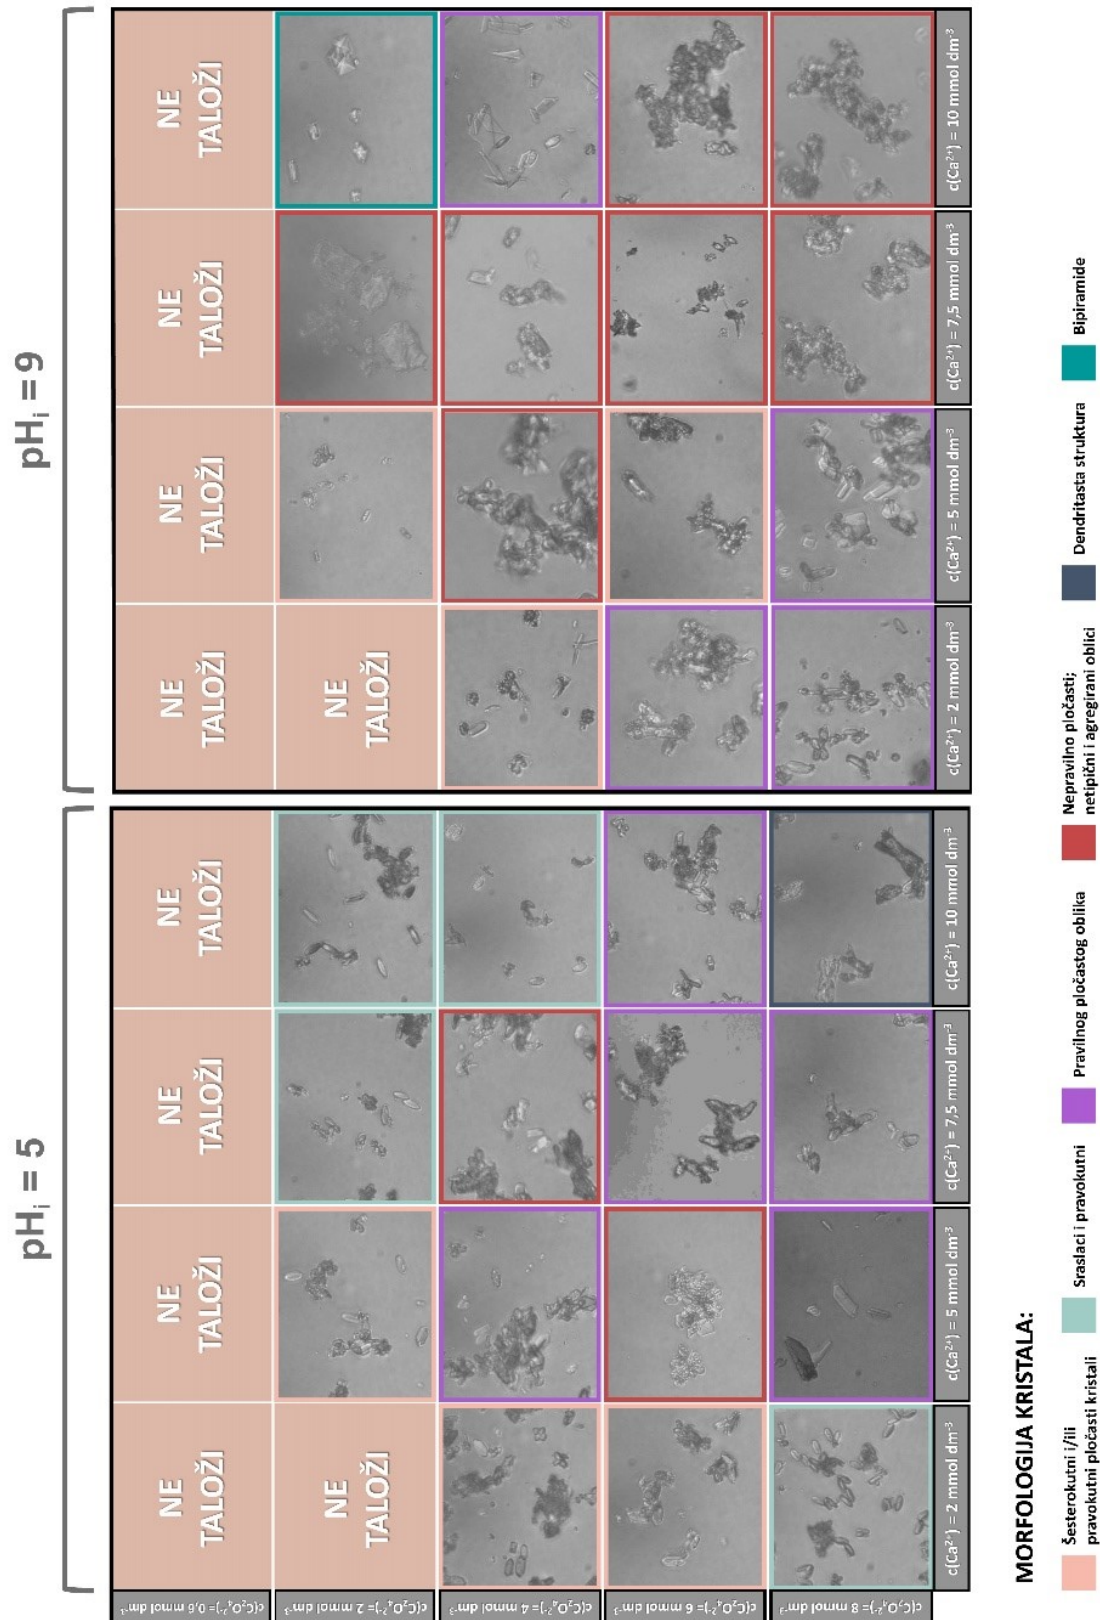 pHᵢ = 5
pHᵢ = 9
c(C₂O₄²⁻)= 0,6 mmol dm⁻³
NE
TALOŽI
NE
TALOŽI
NE
TALOŽI
NE
TALOŽI
NE
TALOŽI
NE
TALOŽI
NE
TALOŽI
NE
TALOŽI
c(C₂O₄²⁻)= 2 mmol dm⁻³
NE
TALOŽI
NE
TALOŽI
c(C₂O₄²⁻)= 4 mmol dm⁻³
c(C₂O₄²⁻)= 6 mmol dm⁻³
c(C₂O₄²⁻)= 8 mmol dm⁻³
c(Ca²⁺) = 2 mmol dm⁻³
c(Ca²⁺) = 5 mmol dm⁻³
c(Ca²⁺) = 7,5 mmol dm⁻³
c(Ca²⁺) = 10 mmol dm⁻³
c(Ca²⁺) = 2 mmol dm⁻³
c(Ca²⁺) = 5 mmol dm⁻³
c(Ca²⁺) = 7,5 mmol dm⁻³
c(Ca²⁺) = 10 mmol dm⁻³
MORFOLOGIJA KRISTALA:
Šesterokutni i/ili
pravokutni pločasti kristali
Sraslaci i pravokutni
Pravilnog pločastog oblika
Nepravilno pločasti;
netipični i agregirani oblici
Dendritasta struktura
Bipiramide